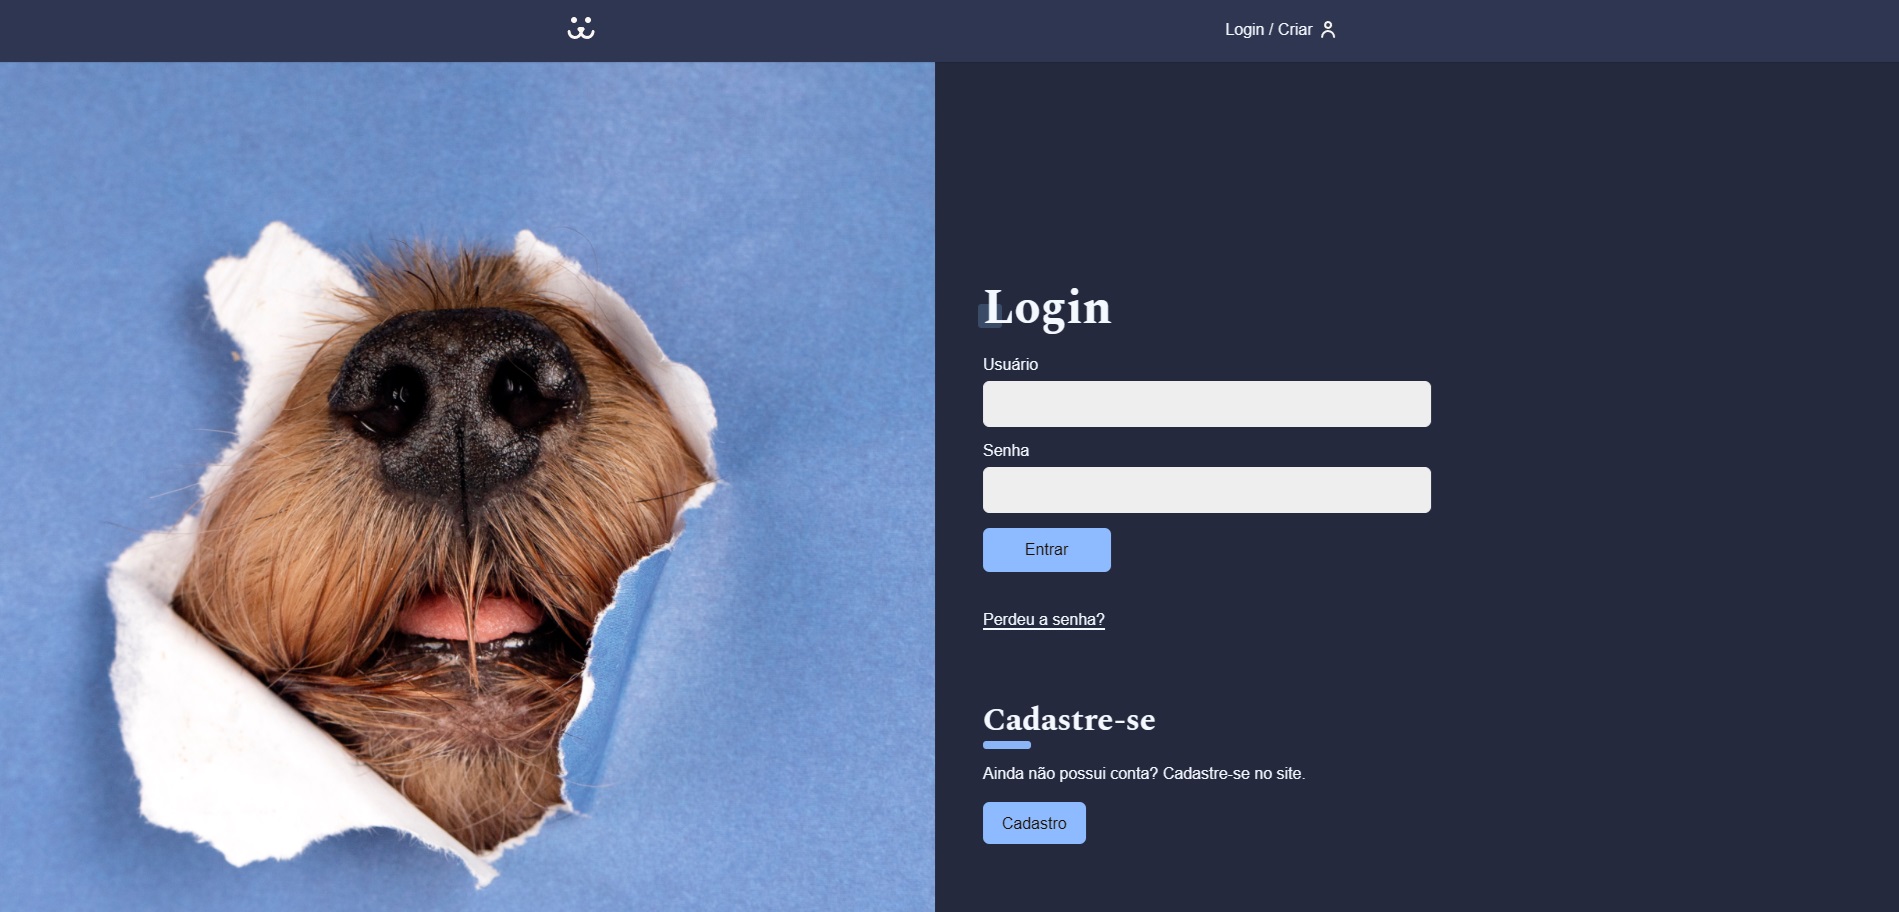 Login / Criar
Login
Usuário
Senha
Entrar
Perdeu a senha?
Cadastre-se
Ainda não possui conta? Cadastre-se no site.
Cadastro